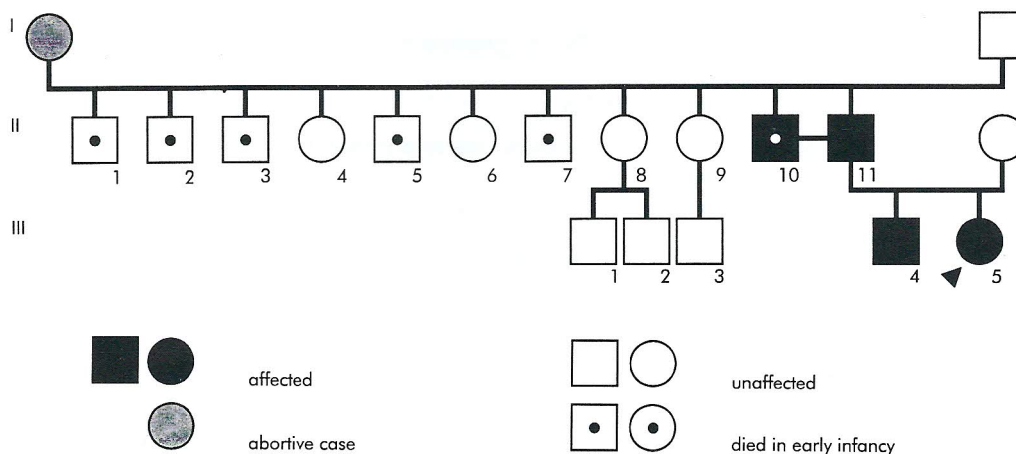 I
II
1 2 3 4 5 6 7 8 9 10 11
III
1 2 3 4 5
affected
unaffected
abortive case
died in early infancy